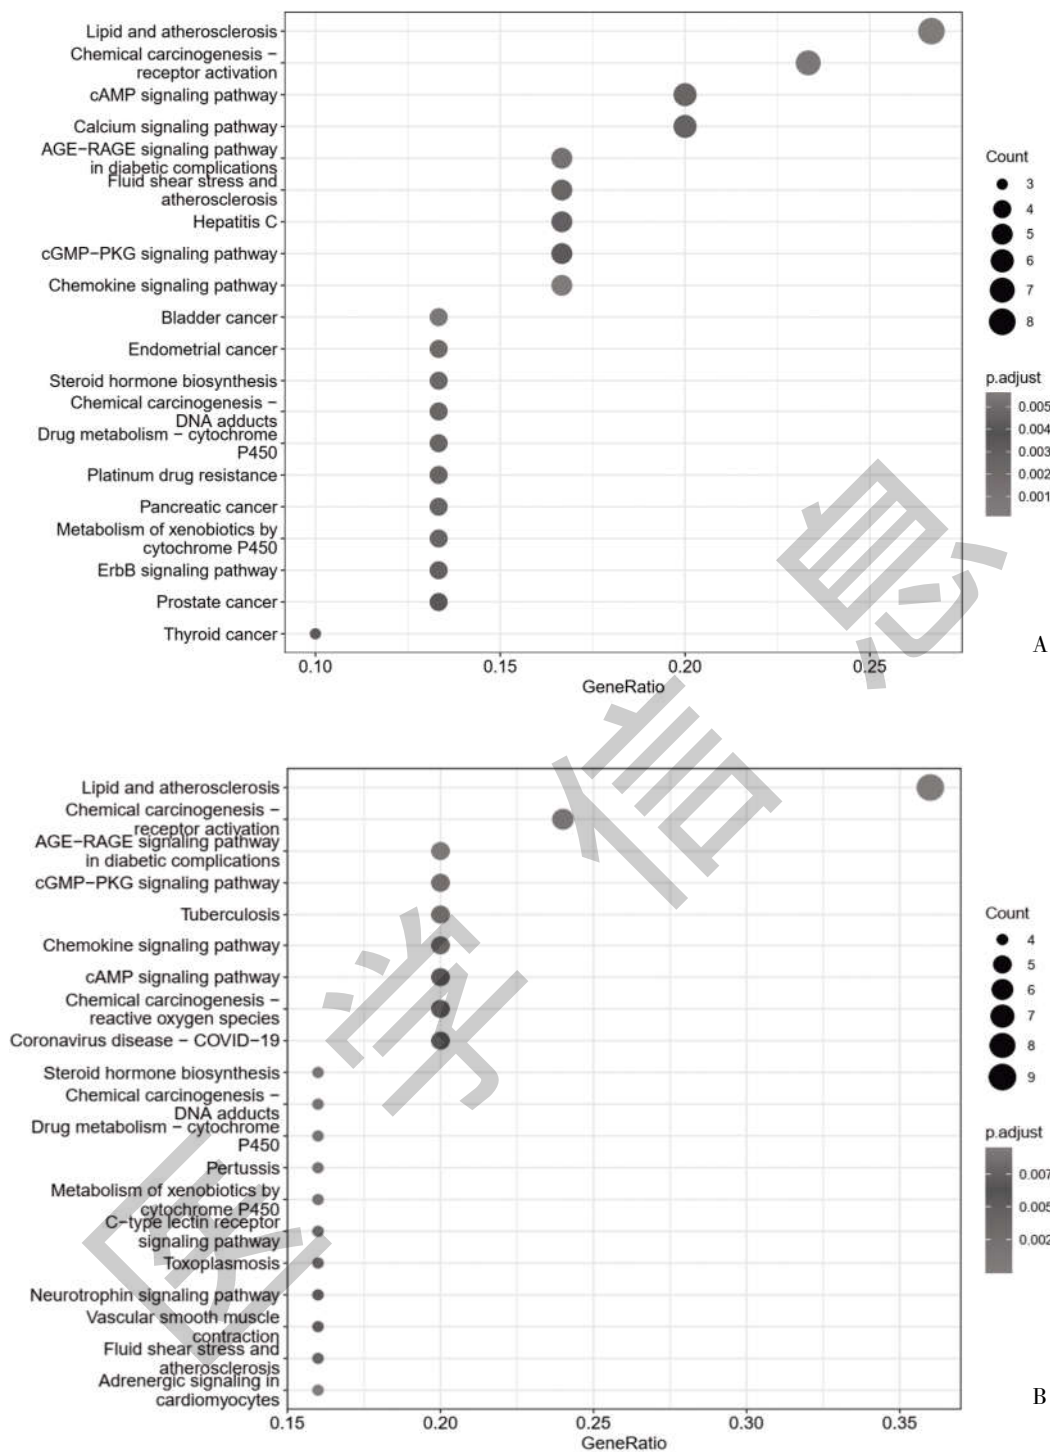 Lipid and atherosclerosis
Chemical carcinogenesis −
receptor activation
cAMP signaling pathway
Calcium signaling pathway
AGE−RAGE signaling pathway
in diabetic complications
Fluid shear stress and
atherosclerosis
Hepatitis C
cGMP−PKG signaling pathway
Chemokine signaling pathway
Bladder cancer
Endometrial cancer
Steroid hormone biosynthesis
Chemical carcinogenesis −
DNA adducts
Drug metabolism − cytochrome
P450
Platinum drug resistance
Pancreatic cancer
Metabolism of xenobiotics by
cytochrome P450
ErbB signaling pathway
Prostate cancer
Thyroid cancer
0.10 0.15 0.20 0.25
GeneRatio
Count
3
4
5
6
7
8
p.adjust
0.005
0.004
0.003
0.002
0.001
A
Lipid and atherosclerosis
Chemical carcinogenesis −
receptor activation
AGE−RAGE signaling pathway
in diabetic complications
cGMP−PKG signaling pathway
Tuberculosis
Chemokine signaling pathway
cAMP signaling pathway
Chemical carcinogenesis −
reactive oxygen species
Coronavirus disease − COVID−19
Steroid hormone biosynthesis
Chemical carcinogenesis −
DNA adducts
Drug metabolism − cytochrome
P450
Pertussis
Metabolism of xenobiotics by
cytochrome P450
C−type lectin receptor
signaling pathway
Toxoplasmosis
Neurotrophin signaling pathway
Vascular smooth muscle
contraction
Fluid shear stress and
atherosclerosis
Adrenergic signaling in
cardiomyocytes
0.15 0.20 0.25 0.30 0.35
GeneRatio
Count
4
5
6
7
8
9
p.adjust
0.007
0.005
0.002
B
医学信息